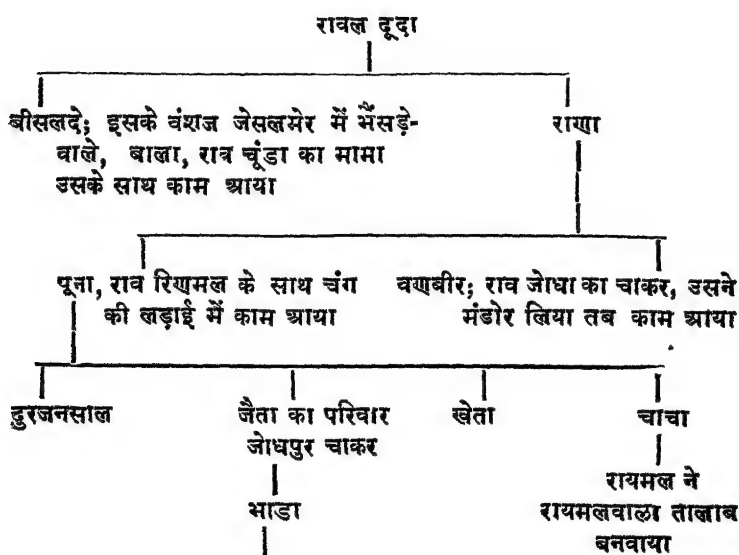 रावल दूदा
बीसलदे; इसके वंशज जेसलमेर में भैंसड़े-
वाले, बाला, राव चूंडा का मामा
उसके साथ काम आया
राणा
पूना, राव रिणमल के साथ चंग
की लड़ाई में काम आया
वणबीर; राव जोधा का चाकर, उसने
मंडोर लिया तब काम आया
दुरजनसाल
जैता का परिवार
जोधपुर चाकर
खेता
चाचा
भाडा
रायमल ने
रायमलवाला तालाब
बनवाया